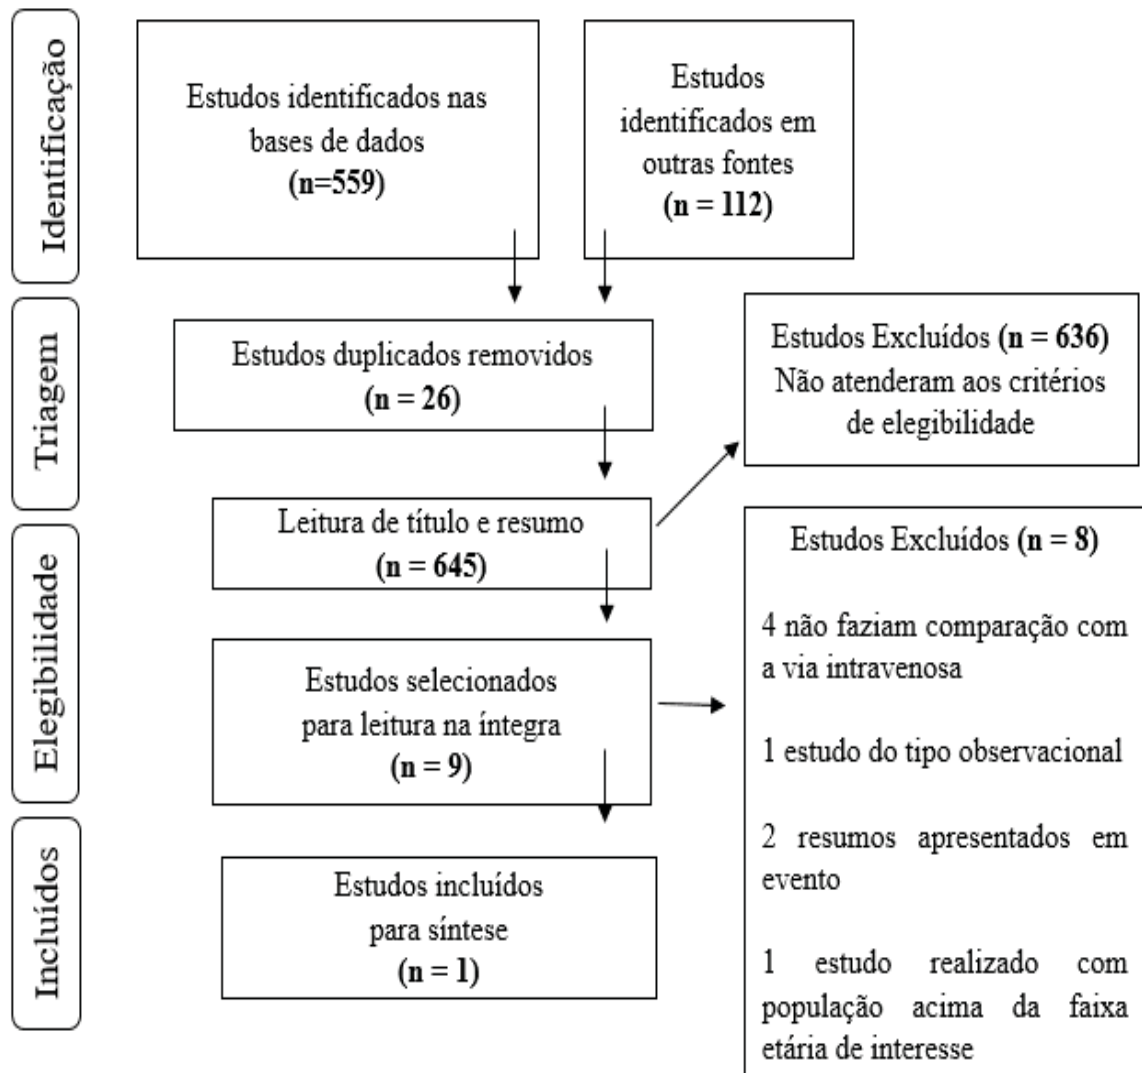 Identificação
Estudos identificados nas
bases de dados
(n=559)
Estudos
identificados em
outras fontes
(n = 112)
Triagem
Estudos duplicados removidos
(n = 26)
Estudos Excluídos (n = 636)
Não atenderam aos critérios
de elegibilidade
Leitura de título e resumo
(n = 645)
Elegibilidade
Estudos selecionados
para leitura na íntegra
(n = 9)
Estudos Excluídos (n = 8)
4 não faziam comparação com
a via intravenosa
1 estudo do tipo observacional
2 resumos apresentados em
evento
1 estudo realizado com
população acima da faixa
etária de interesse
Incluídos
Estudos incluídos
para síntese
(n = 1)